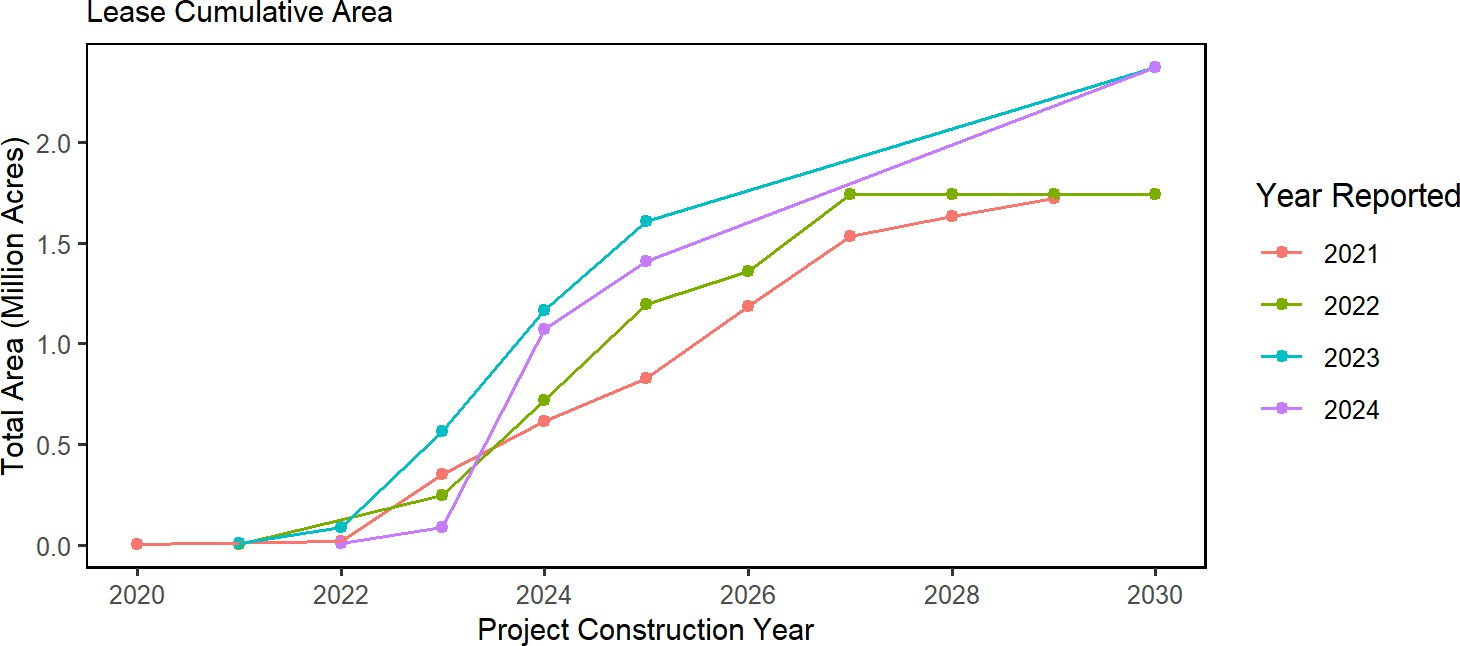 Lease Cumulative Area
Total Area (Million Acres)
2.0
1.5
1.0
0.5
0.0
2020 2022 2024 2026 2028 2030
Project Construction Year
Year Reported
2021
2022
2023
2024